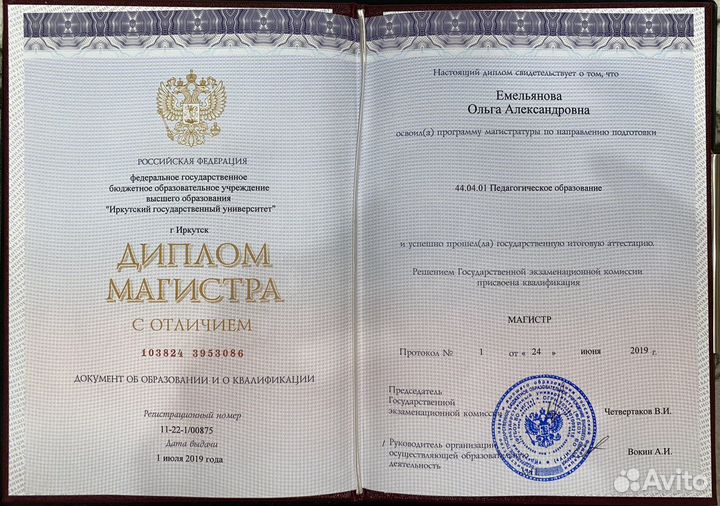 РОССИЙСКАЯ ФЕДЕРАЦИЯ
федеральное государственное
бюджетное образовательное учреждение
высшего образования
"Иркутский государственный университет"
г Иркутск
ДИПЛОМ
МАГИСТРА
С ОТЛИЧИЕМ
103824 3953086
ДОКУМЕНТ ОБ ОБРАЗОВАНИИ И О КВАЛИФИКАЦИИ
Регистрационный номер
11-22-1/00875
Дата выдачи
1 июля 2019 года
Настоящий диплом свидетельствует о том, что
Емельянова
Ольга Александровна
освоил(а) программу магистратуры по направлению подготовки
44.04.01 Педагогическое образование
и успешно прошел(ла) государственную итоговую аттестацию.
Решением Государственной экзаменационной комиссии
присвоена квалификация
МАГИСТР
Протокол № 1 от « 24 » июня 2019 г.
Председатель
Государственной
экзаменационной комиссии
Четвертаков В.И.
Руководитель организации,
осуществляющей образовательную
деятельность
Вокин А.И.
Avito